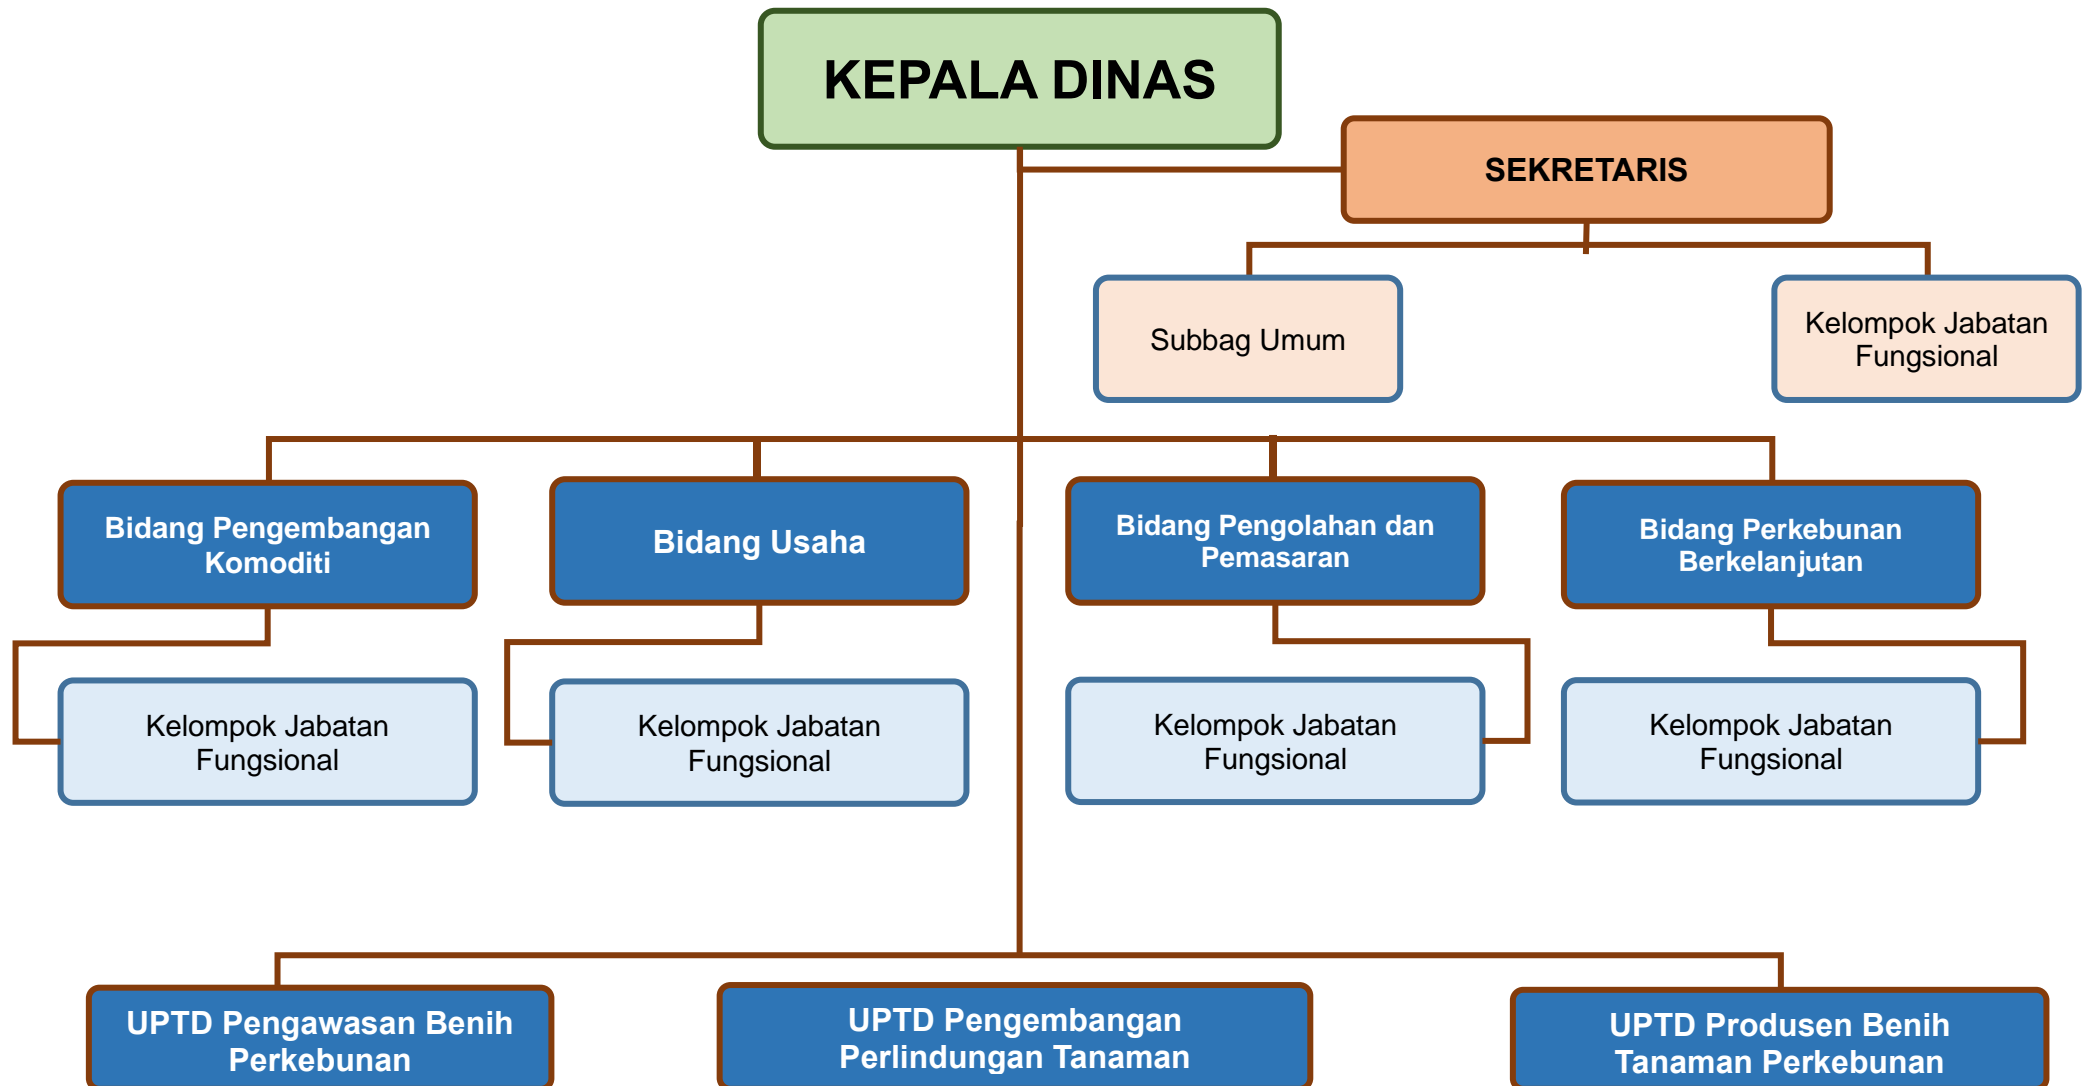 KEPALA DINAS
SEKRETARIS
Subbag Umum
Kelompok Jabatan
Fungsional
Bidang Pengembangan
Komoditi
Bidang Usaha
Bidang Pengolahan dan
Pemasaran
Bidang Perkebunan
Berkelanjutan
Kelompok Jabatan
Fungsional
Kelompok Jabatan
Fungsional
Kelompok Jabatan
Fungsional
Kelompok Jabatan
Fungsional
UPTD Pengawasan Benih
Perkebunan
UPTD Pengembangan
Perlindungan Tanaman
UPTD Produsen Benih
Tanaman Perkebunan